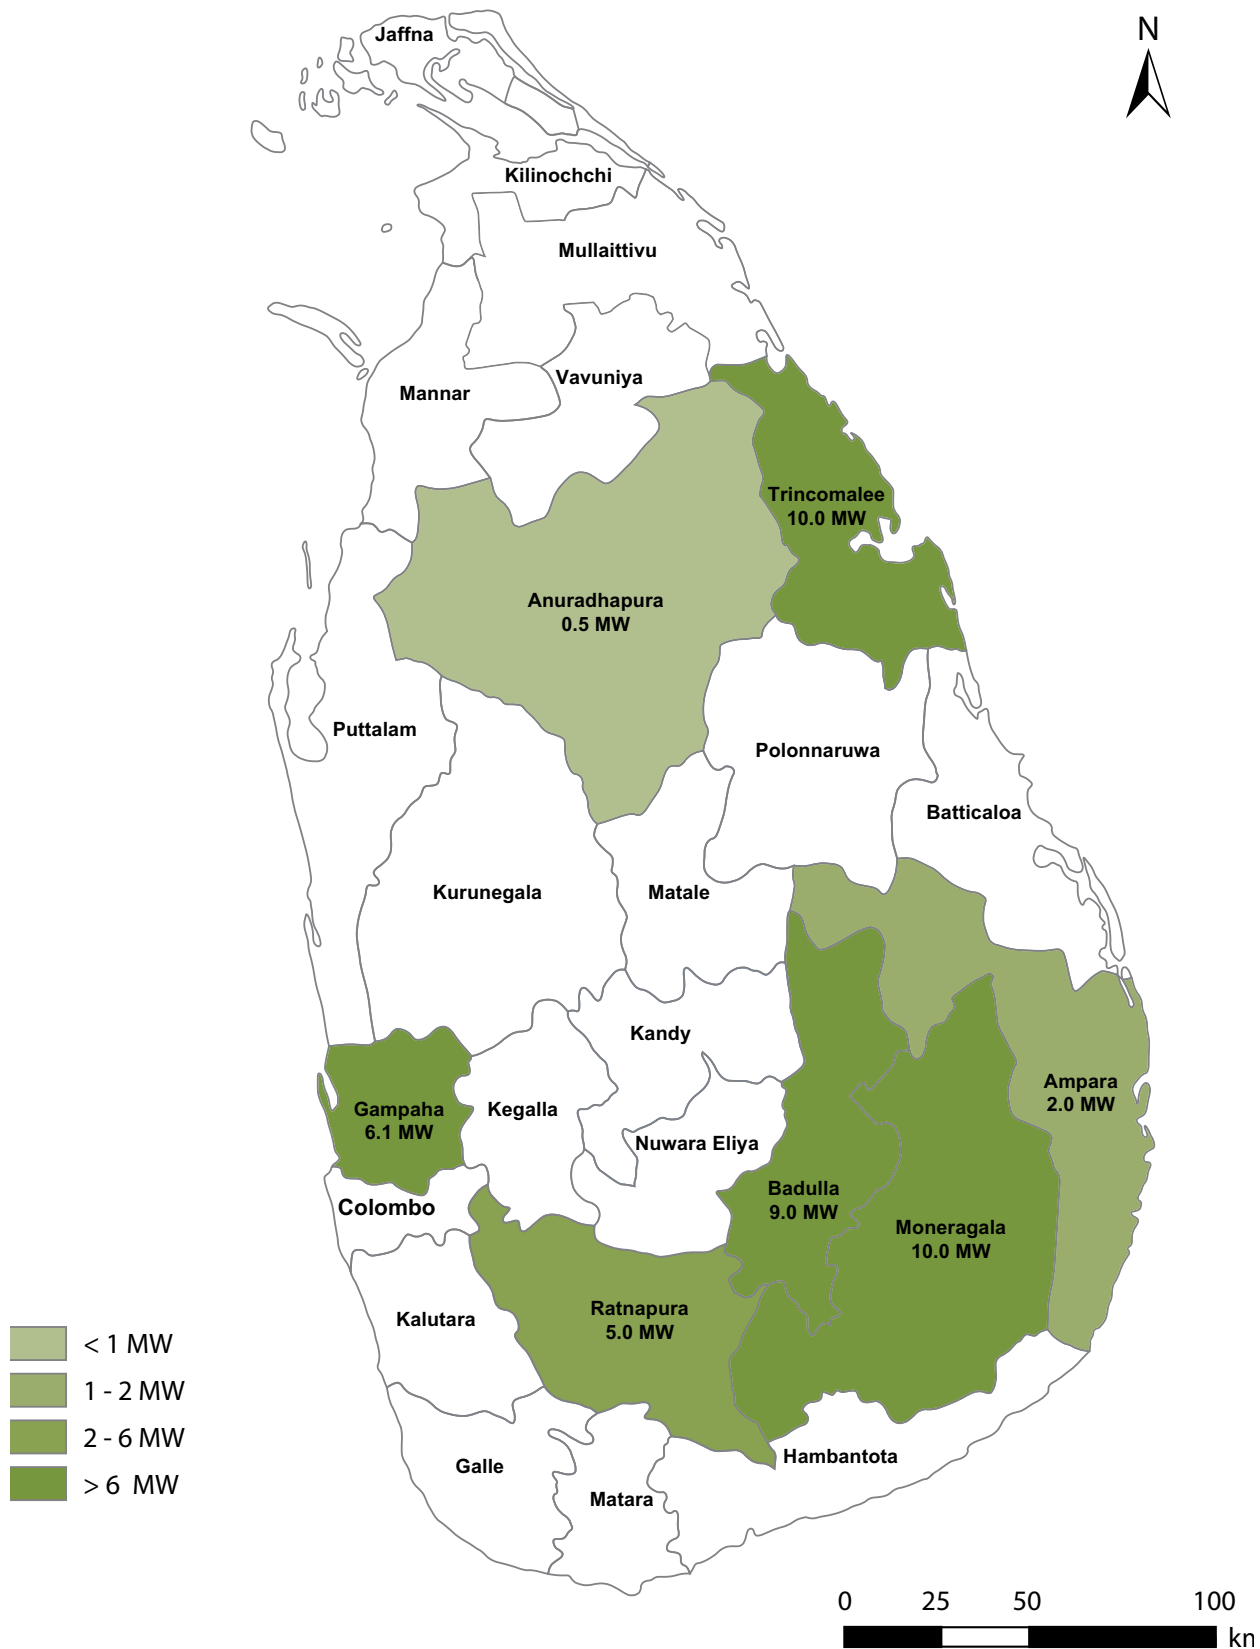 Jaffna
N
Kilinochchi
Mullaittivu
Vavuniya
Mannar
Trincomalee
10.0 MW
Anuradhapura
0.5 MW
Puttalam
Polonnaruwa
Batticaloa
Kurunegala
Matale
Kandy
Ampara
2.0 MW
Gampaha
6.1 MW
Kegalla
Nuwara Eliya
Badulla
9.0 MW
Colombo
Moneragala
10.0 MW
Ratnapura
5.0 MW
Kalutara
< 1 MW
1 - 2 MW
2 - 6 MW
> 6 MW
Hambantota
Galle
Matara
0 25 50 100
km